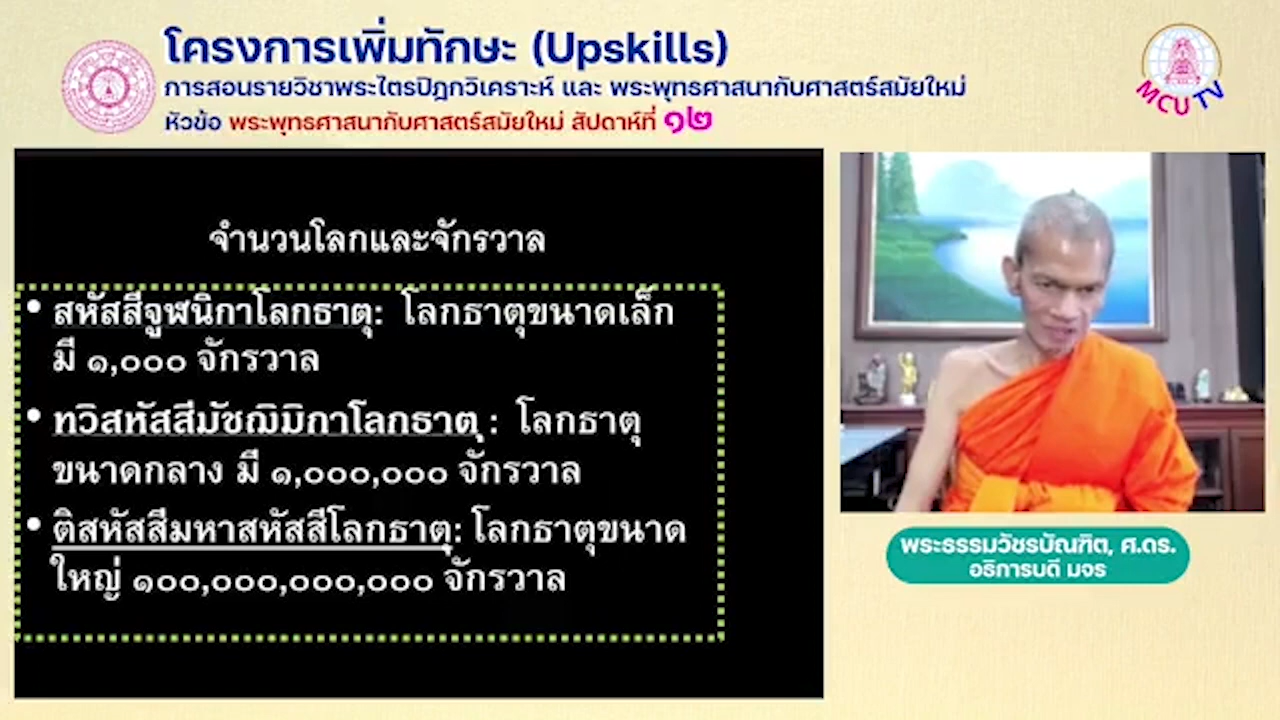 โครงการเพิ่มทักษะ (Upskills)
การสอนรายวิชาพระไตรปิฎกวิเคราะห์ และ พระพุทธศาสนากับศาสตร์สมัยใหม่
หัวข้อ พระพุทธศาสนากับศาสตร์สมัยใหม่ สัปดาห์ที่ ๑๒
MCU TV
จำนวนโลกและจักรวาล
• สหัสสีจูฬนิกาโลกธาตุ: โลกธาตุขนาดเล็ก
มี ๑,๐๐๐ จักรวาล
• ทวิสหัสสีมัชฌิมิกาโลกธาตุ : โลกธาตุ
ขนาดกลาง มี ๑,๐๐๐,๐๐๐ จักรวาล
• ติสหัสสีมหาสหัสสีโลกธาตุ: โลกธาตุขนาด
ใหญ่ ๑๐๐,๐๐๐,๐๐๐,๐๐๐ จักรวาล
พระธรรมวัชรบัณฑิต, ศ.ดร.
อธิการบดี มจร